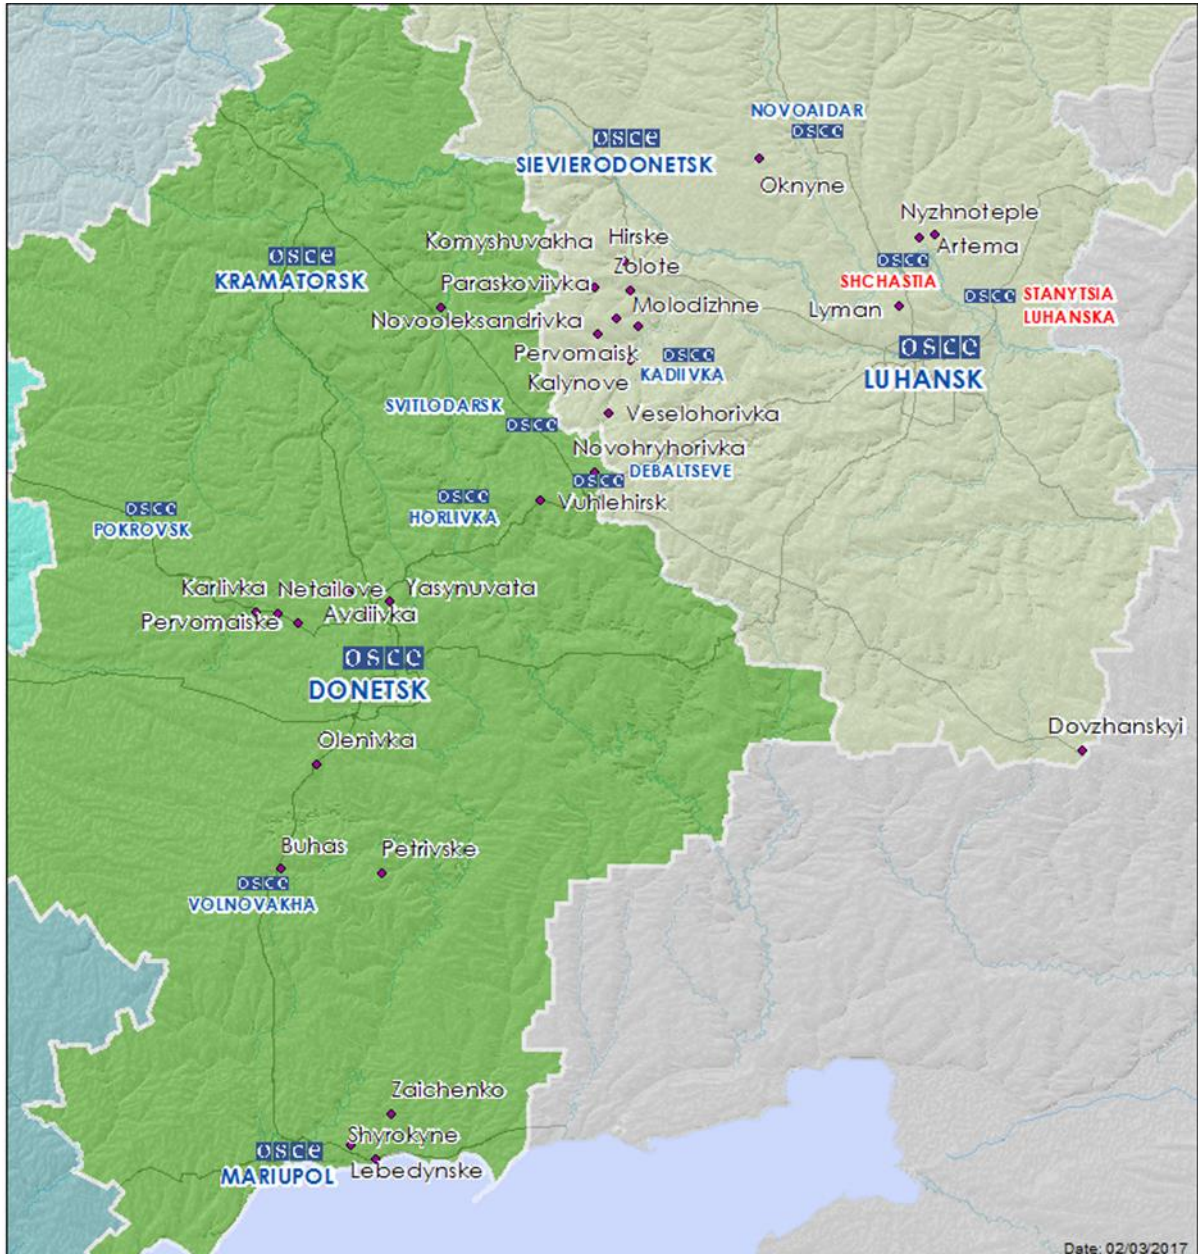 NOVOAIDAR
osce
osce
SIEVIERODONETSK
Oknyne
Nyzhnoteple
Artema
osce
SHCHASTIA
osce
STANYTSIA
LUHANSKA
Komyshuvakha
Hirske
Zolote
osce
KRAMATORSK
Paraskoviivka
Molodizhne
Lyman
Novooleksandrivka
Pervomaisk
osce
KADIIVKA
osce
LUHANSK
Kalynove
SVITLODARSK
osce
Veselohorivka
Novohryhorivka
DEBALTSEVE
osce
Vuhlehirsk
osce
HORLIVKA
osce
POKROVSK
Karlivka
Netailove
Yasynuvata
Pervomaiske
Avdiivka
osce
DONETSK
Olenivka
Dovzhanskyi
Buhas
Petrivske
osce
VOLNOVAKHA
Zaichenko
Shyrokyne
osce
MARIUPOL
Lebedynske
Date: 02/03/2017